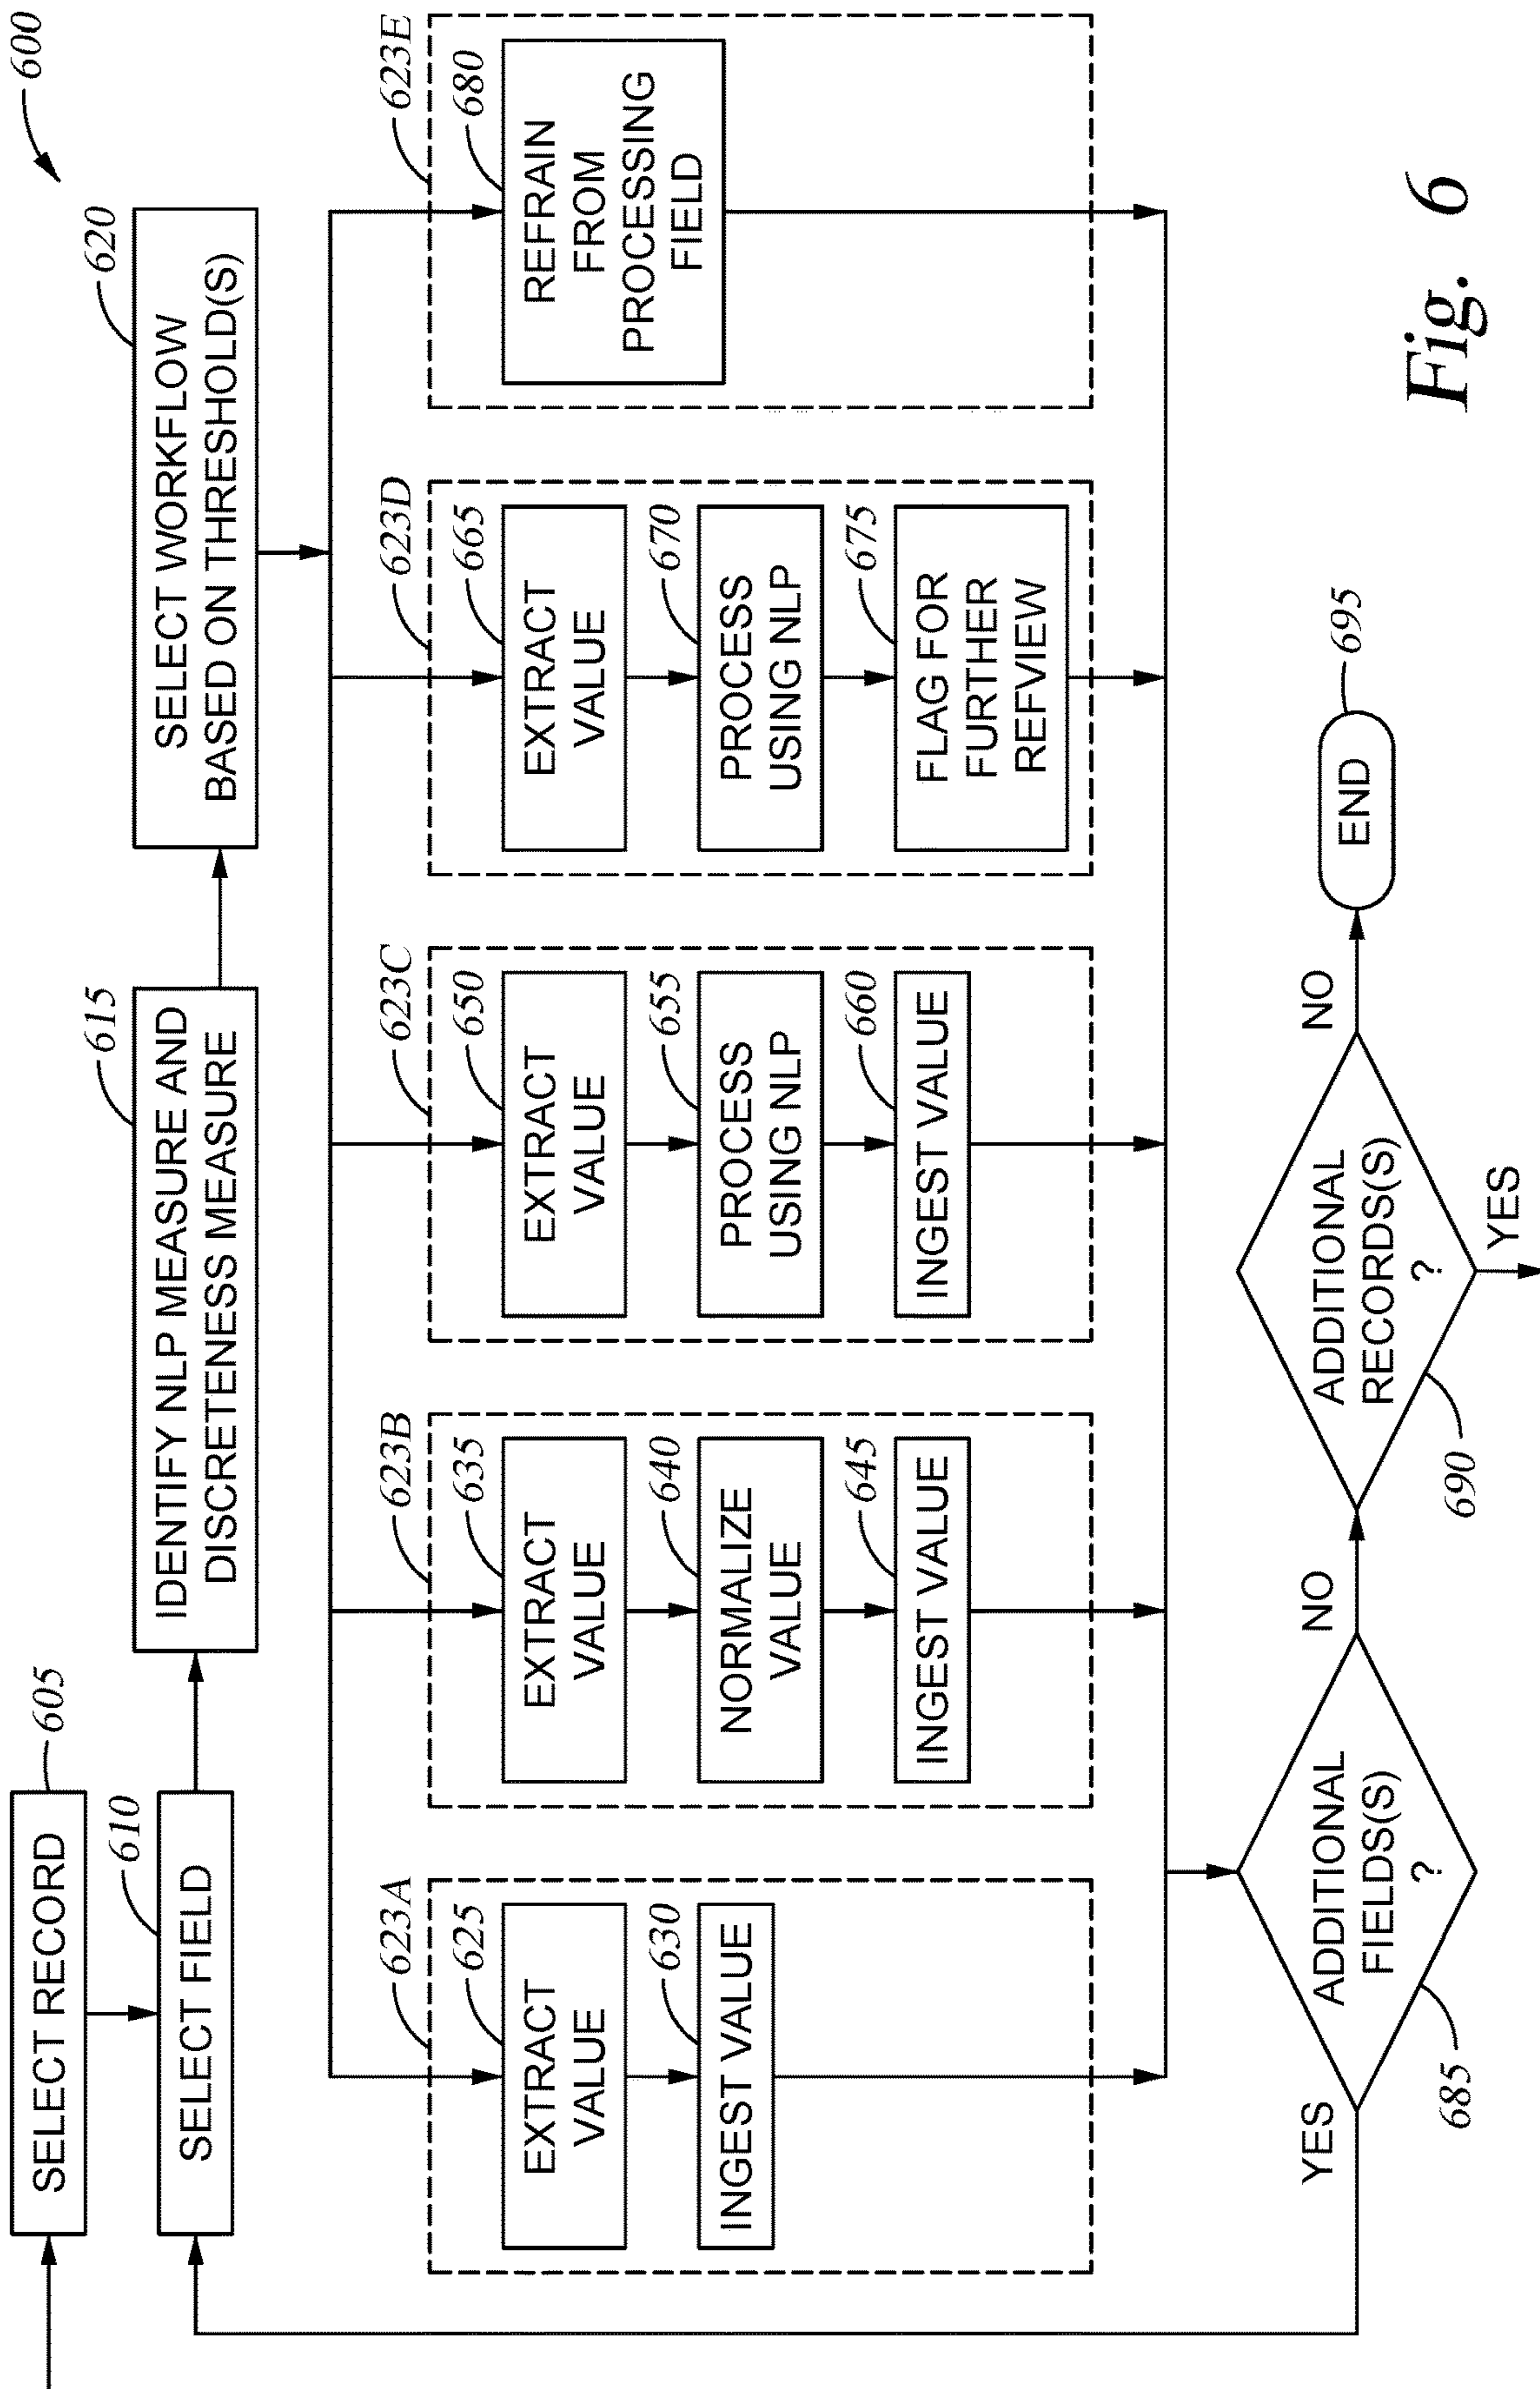 600
SELECT RECORD
605
SELECT FIELD
610
IDENTIFY NLP MEASURE AND
DISCRETENESS MEASURE
615
SELECT WORKFLOW
BASED ON THRESHOLD(S)
620
623A
EXTRACT
VALUE
625
INGEST VALUE
630
623B
EXTRACT
VALUE
635
NORMALIZE
VALUE
640
INGEST VALUE
645
623C
EXTRACT
VALUE
650
PROCESS
USING NLP
655
INGEST VALUE
660
623D
EXTRACT
VALUE
665
PROCESS
USING NLP
670
FLAG FOR
FURTHER
REFVIEW
675
623E
REFRAIN
FROM
PROCESSING
FIELD
680
YES
ADDITIONAL
FIELDS(S)
?
685
NO
ADDITIONAL
RECORDS(S)
?
690
YES
NO
END
695
Fig. 6